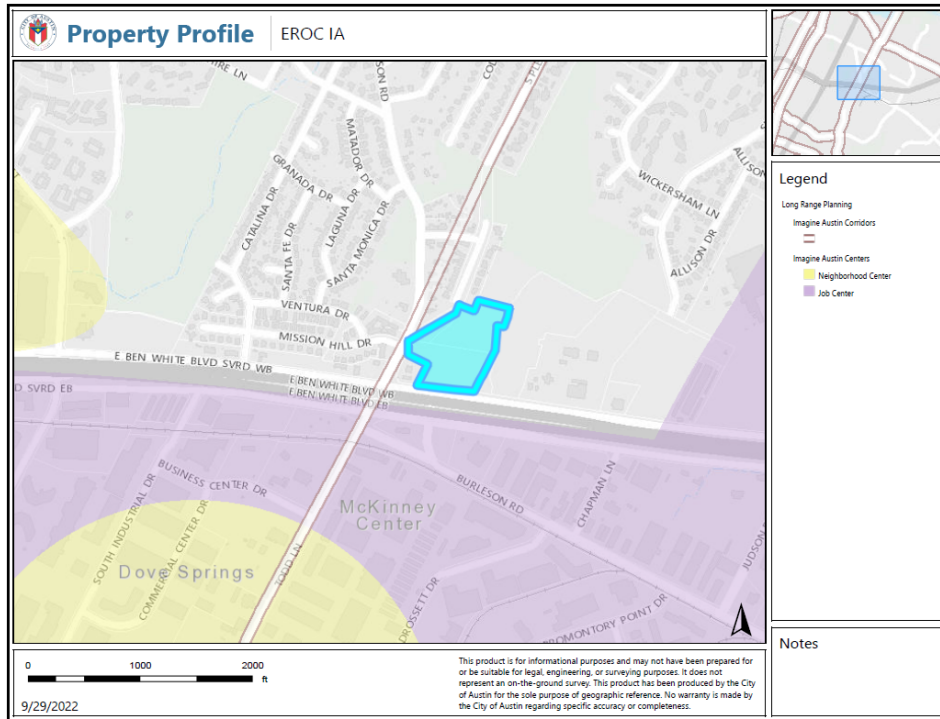 Property Profile
EROC IA
SON RD
S PL
MATADOR DR
GRANADA DR
CATALINA DR
LAGUNA DR
SANTA FE DR
SANTA MONICA DR
WICKERSHAM LN
ALLISON DR
VENTURA DR
MISSION HILL DR
E BEN WHITE BLVD SVRD WB
E BEN WHITE BLVD WB
E BEN WHITE BLVD EB
D SVRD EB
BUSINESS CENTER DR
SOUTH INDUSTRIAL DR
COMMERCIAL CENTER DR
BURLESON RD
CHAPMAN LN
McKinney
Center
Dove Springs
TODD LN
PROMONTORY POINT DR
Legend
Long Range Planning
Imagine Austin Corridors
Imagine Austin Centers
Neighborhood Center
Job Center
Notes
0 1000 2000
ft
9/29/2022
This product is for informational purposes and may not have been prepared for
or be suitable for legal, engineering, or surveying purposes. It does not
represent an on-the-ground survey. This product has been produced by the City
of Austin for the sole purpose of geographic reference. No warranty is made by
the City of Austin regarding specific accuracy or completeness.